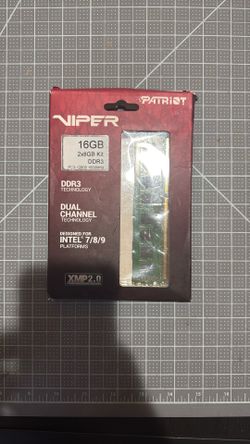 PATRIOT
VIPER
16GB
2x8GB Kit
DDR3
DDR3
TECHNOLOGY
DUAL
CHANNEL
TECHNOLOGY
DESIGNED FOR
INTEL 7/8/9
PLATFORMS
XMP2.0